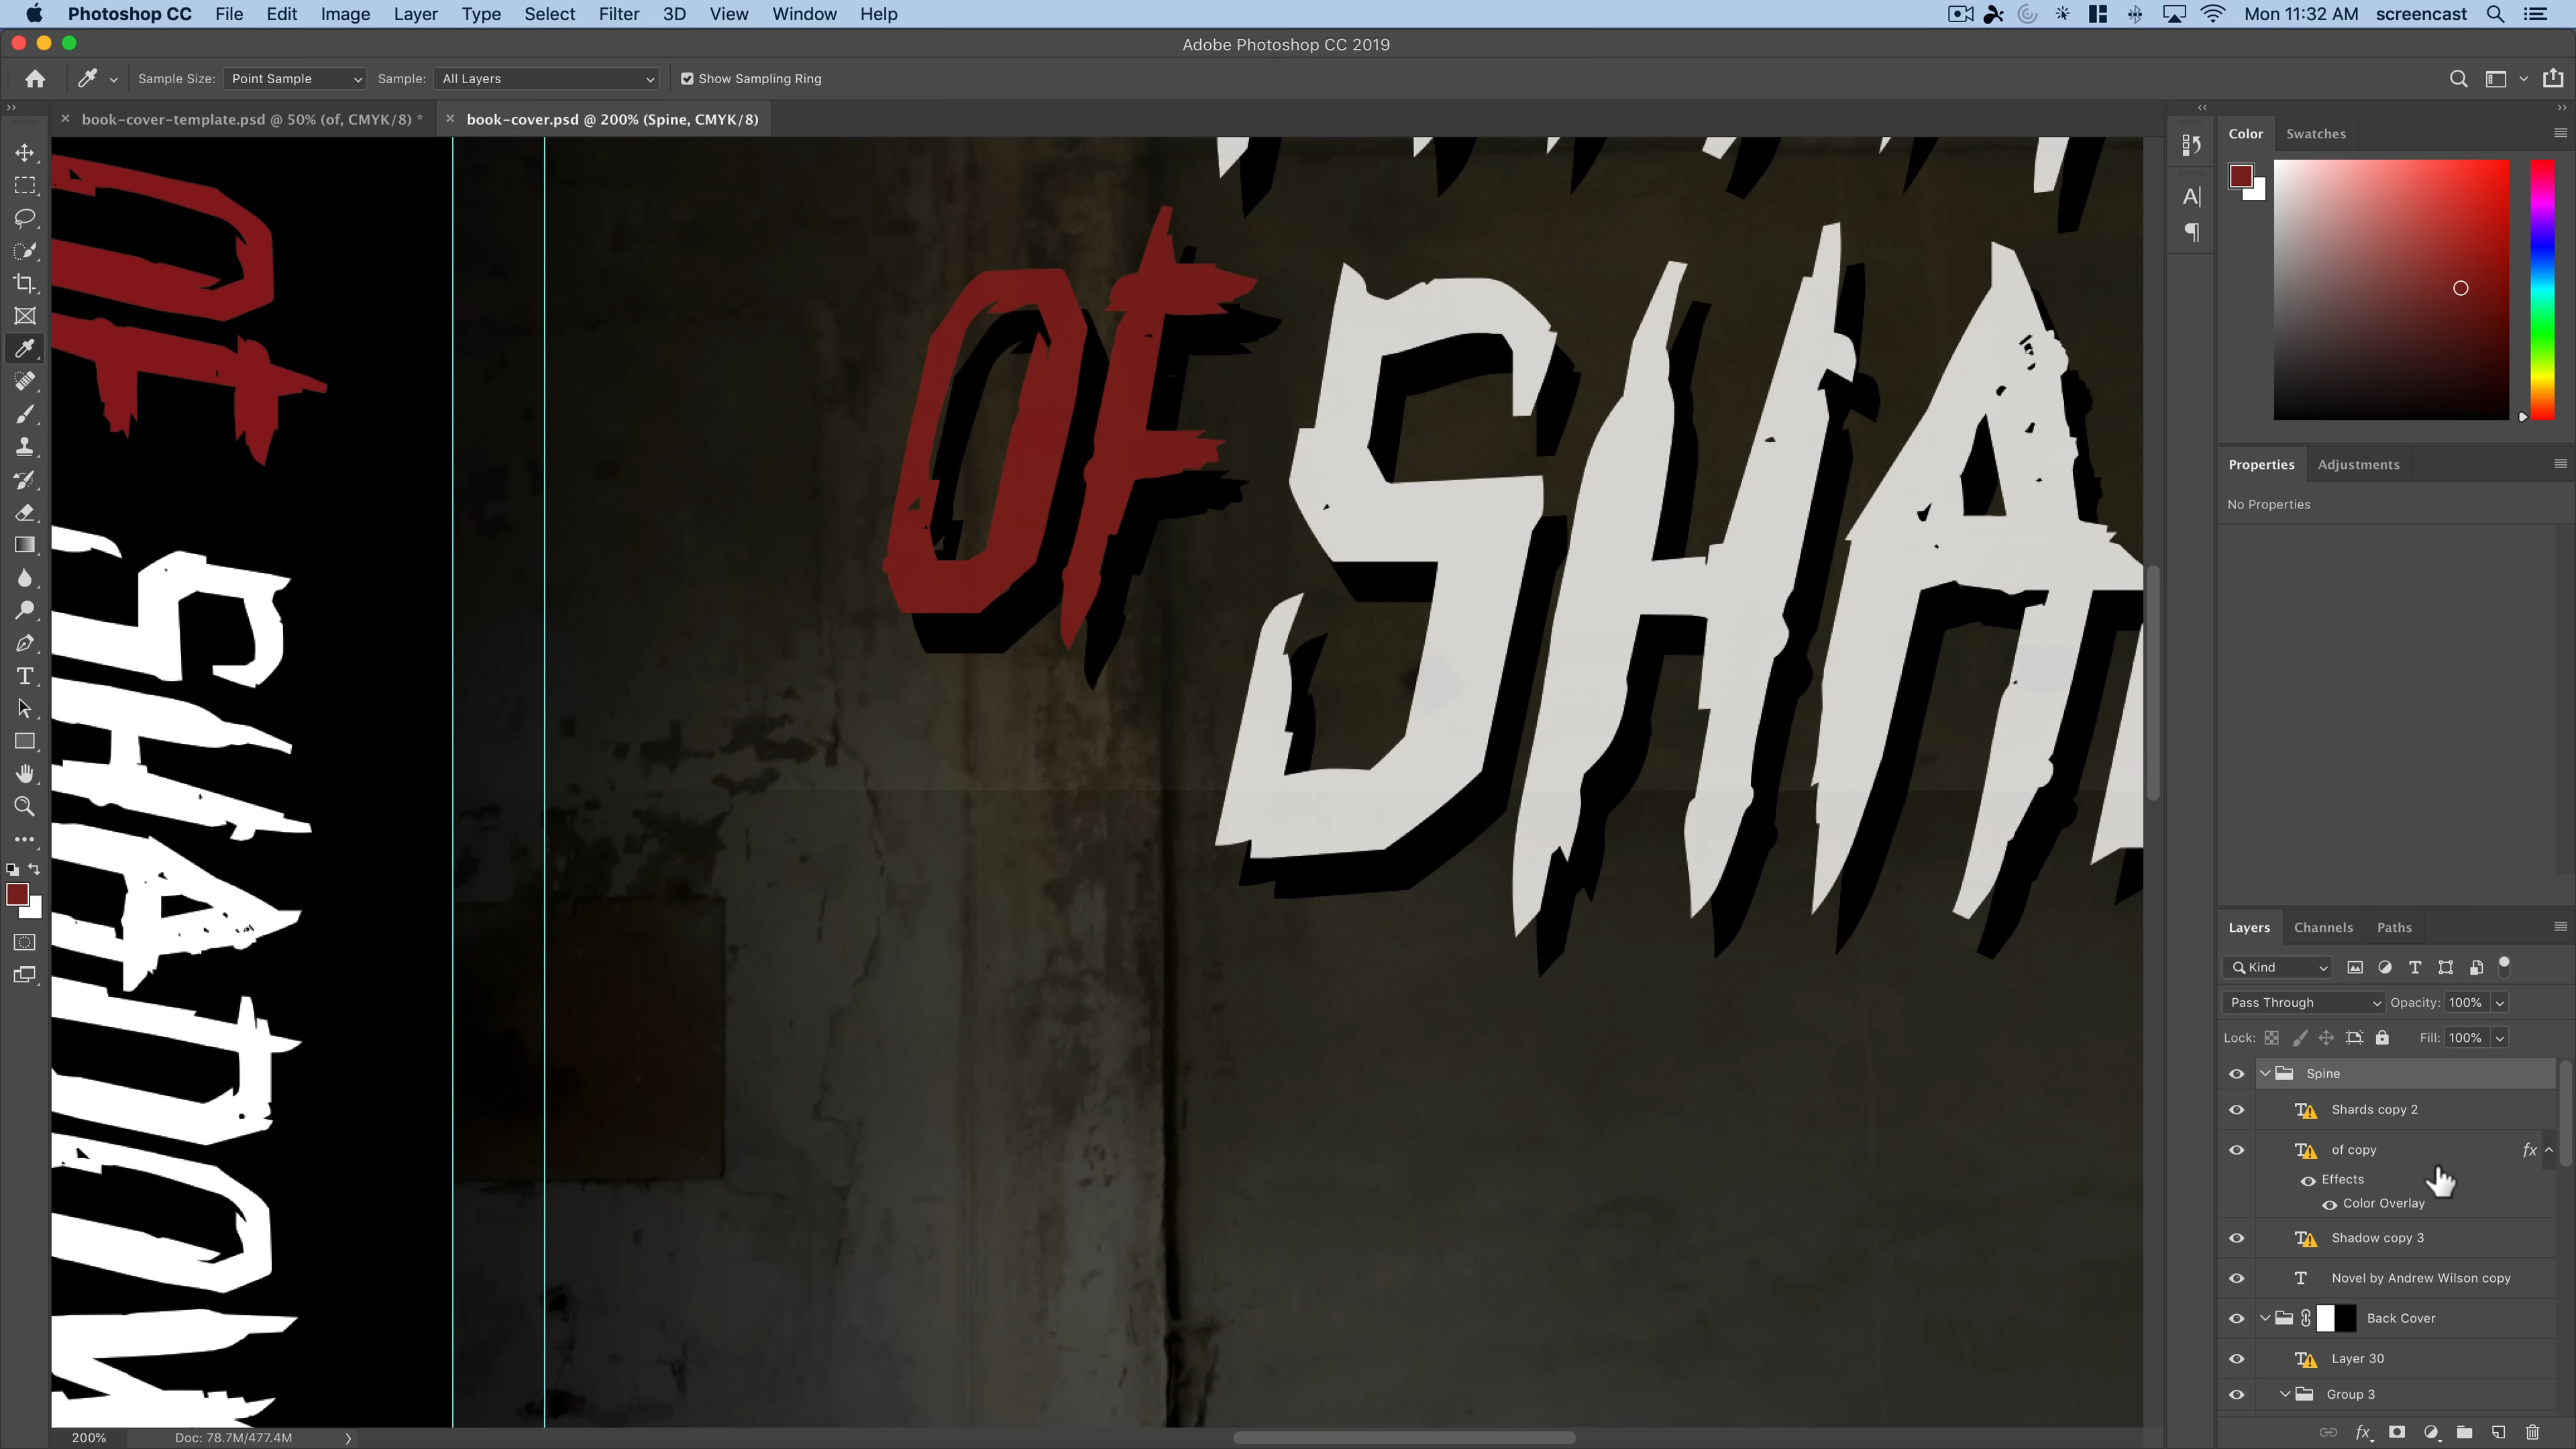 Photoshop CC File Edit Image Layer Type Select Filter 3D View Window Help Mon 11:32 AM screencast
Adobe Photoshop CC 2019
Sample Size: Point Sample Sample: All Layers Show Sampling Ring
book-cover-template.psd @ 50% (of, CMYK/8) *
book-cover.psd @ 200% (Spine, CMYK/8)
OF
SHADOW
OF
SHA
Color Swatches
Properties Adjustments
No Properties
Layers Channels Paths
Kind
Pass Through Opacity: 100%
Lock: Fill: 100%
Spine
Shards copy 2
of copy fx
Effects
Color Overlay
Shadow copy 3
Novel by Andrew Wilson copy
Back Cover
Layer 30
Group 3
200% Doc: 78.7M/477.4M